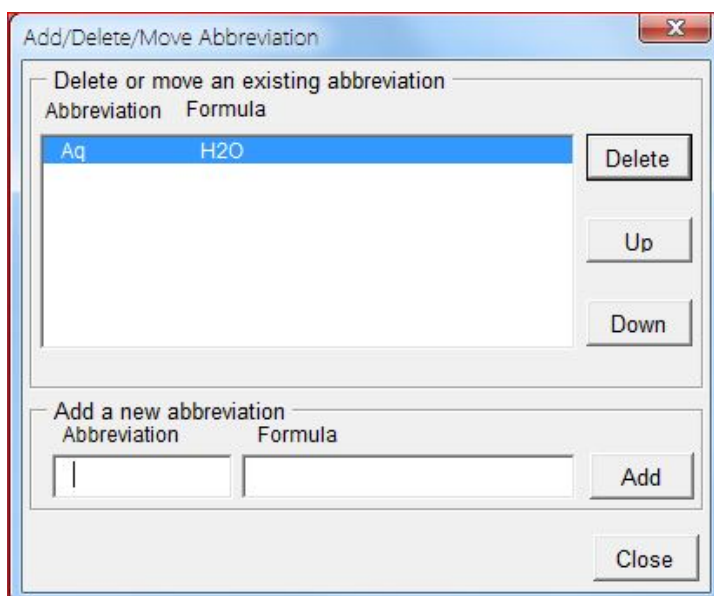 Add/Delete/Move Abbreviation
Delete or move an existing abbreviation
Abbreviation Formula
Aq H2O
Delete
Up
Down
Add a new abbreviation
Abbreviation Formula
Add
Close